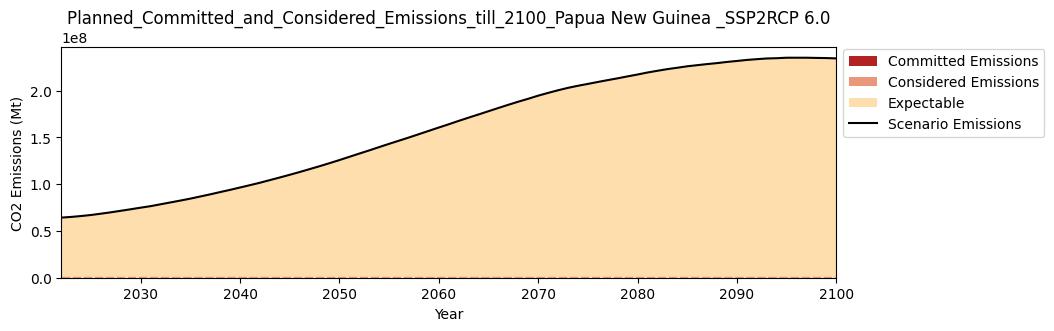 Planned_Committed_and_Considered_Emissions_till_2100_Papua New Guinea _SSP2RCP 6.0
1e8
Committed Emissions
Considered Emissions
Expectable
Scenario Emissions
2.0
1.5
1.0
0.5
0.0
CO2 Emissions (Mt)
2030 2040 2050 2060 2070 2080 2090 2100
Year